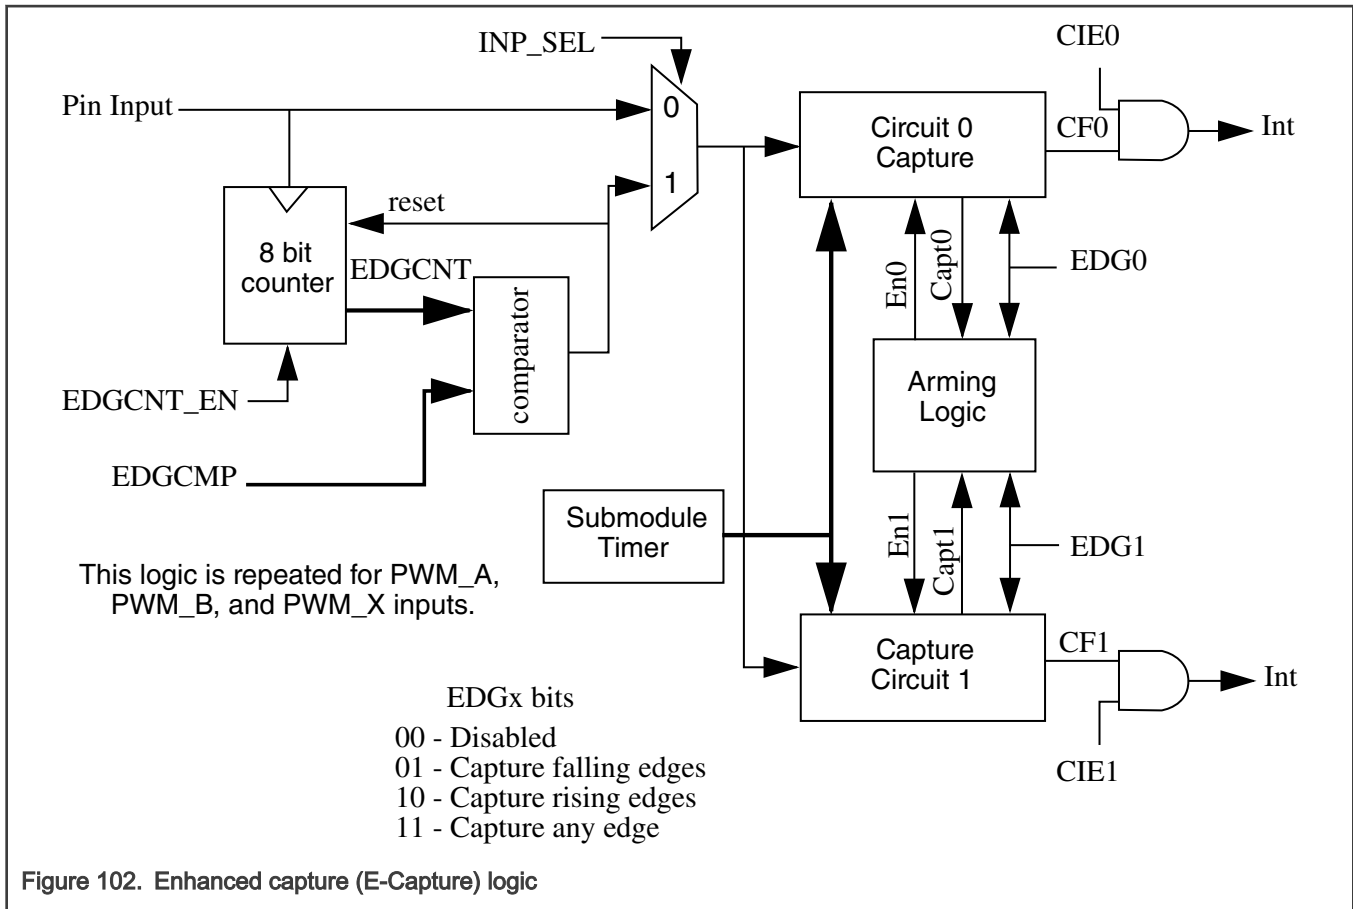 INP_SEL
CIE0
Pin Input
0
Circuit 0
Capture
CF0
Int
1
reset
8 bit
counter
EDGCNT
En0
Capt0
EDG0
comparator
EDGCNT_EN
Arming
Logic
EDGCMP
Submodule
Timer
En1
Capt1
EDG1
This logic is repeated for PWM_A,
PWM_B, and PWM_X inputs.
Capture
Circuit 1
CF1
Int
CIE1
EDGx bits
00 - Disabled
01 - Capture falling edges
10 - Capture rising edges
11 - Capture any edge
Figure 102. Enhanced capture (E-Capture) logic